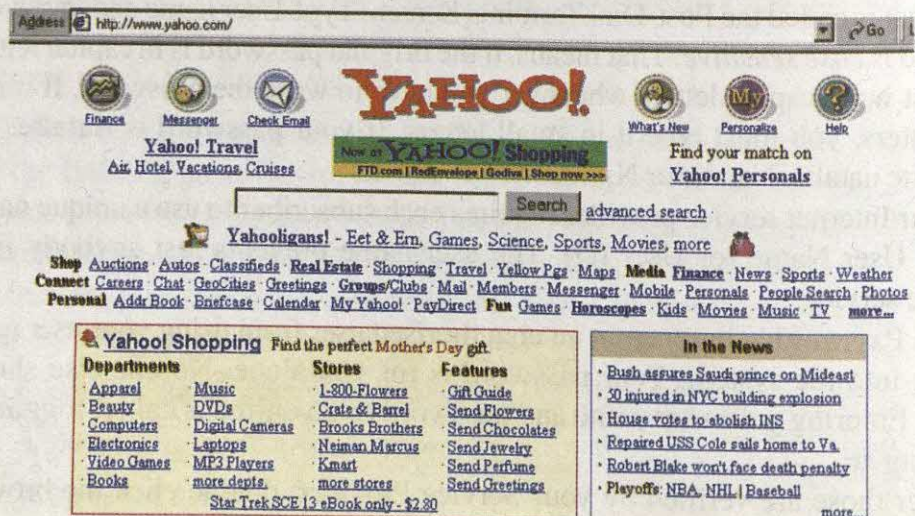 Address http://www.yahoo.com/ Go
Finance Messenger Check Email YAHOO! What's New Personalize My Help
Yahoo! Travel
Air, Hotel, Vacations, Cruises
Now at YAHOO! Shopping
FTD.com | RedEnvelope | Godiva | Shop now >>>
Find your match on
Yahoo! Personals
Search advanced search
Yahooligans! - Eet & Ern, Games, Science, Sports, Movies, more
Shop Auctions · Autos · Classifieds · Real Estate · Shopping · Travel · Yellow Pgs · Maps Media Finance · News · Sports · Weather
Connect Careers · Chat · GeoCities · Greetings · Groups/Clubs · Mail · Members · Messenger · Mobile · Personals · People Search · Photos
Personal Addr Book · Briefcase · Calendar · My Yahoo! · PayDirect Fun Games · Horoscopes · Kids · Movies · Music · TV more...
Yahoo! Shopping Find the perfect Mother's Day gift.
Departments Stores Features
· Apparel · Music · 1-800-Flowers · Gift Guide
· Beauty · DVDs · Crate & Barrel · Send Flowers
· Computers · Digital Cameras · Brooks Brothers · Send Chocolates
· Electronics · Laptops · Neiman Marcus · Send Jewelry
· Video Games · MP3 Players · Kmart · Send Perfume
· Books · more depts. · more stores · Send Greetings
Star Trek SCE 13 eBook only - $2.80
In the News
· Bush assures Saudi prince on Mideast
· 50 injured in NYC building explosion
· House votes to abolish INS
· Repaired USS Cole sails home to Va.
· Robert Blake won't face death penalty
· Playoffs: NBA, NHL | Baseball
more...